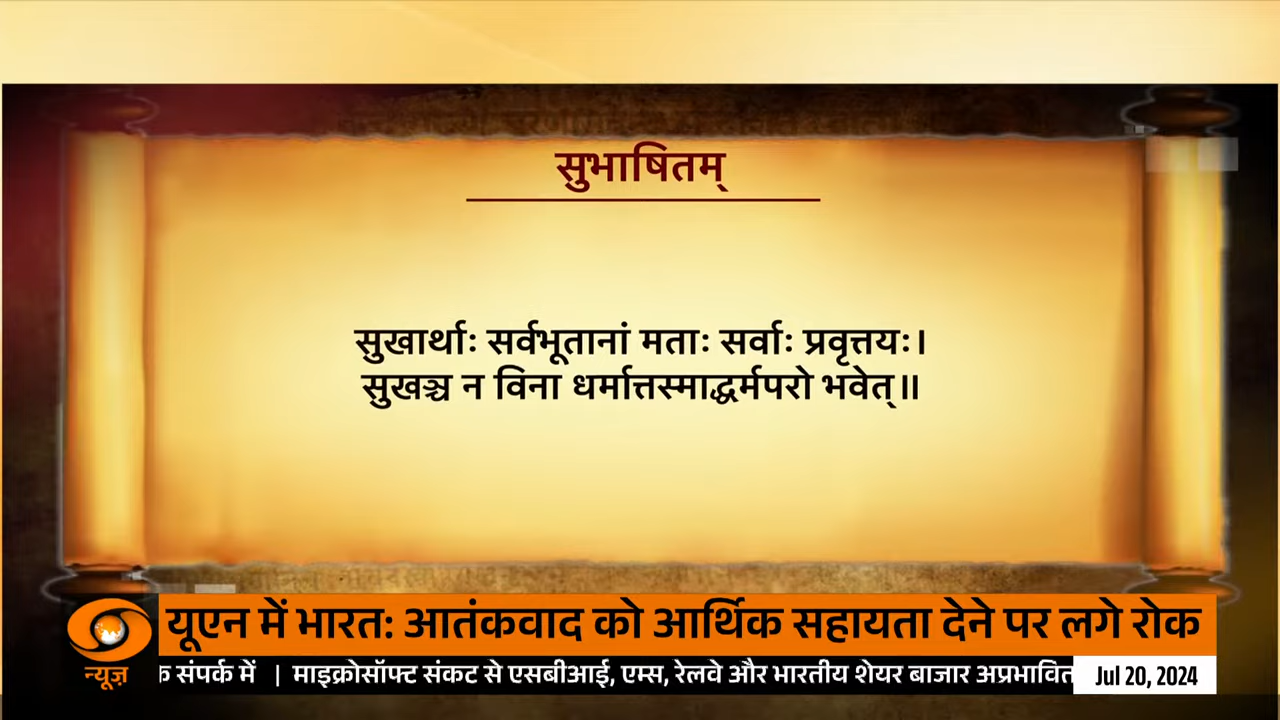 सुभाषितम्
सुखार्थाः सर्वभूतानां मताः सर्वाः प्रवृत्तयः।
सुखञ्च न विना धर्मात्तस्माद्धर्मपरो भवेत्॥
यूएन में भारत: आतंकवाद को आर्थिक सहायता देने पर लगे रोक
न्यूज़
के संपर्क में | माइक्रोसॉफ्ट संकट से एसबीआई, एम्स, रेलवे और भारतीय शेयर बाजार अप्रभावित
Jul 20, 2024